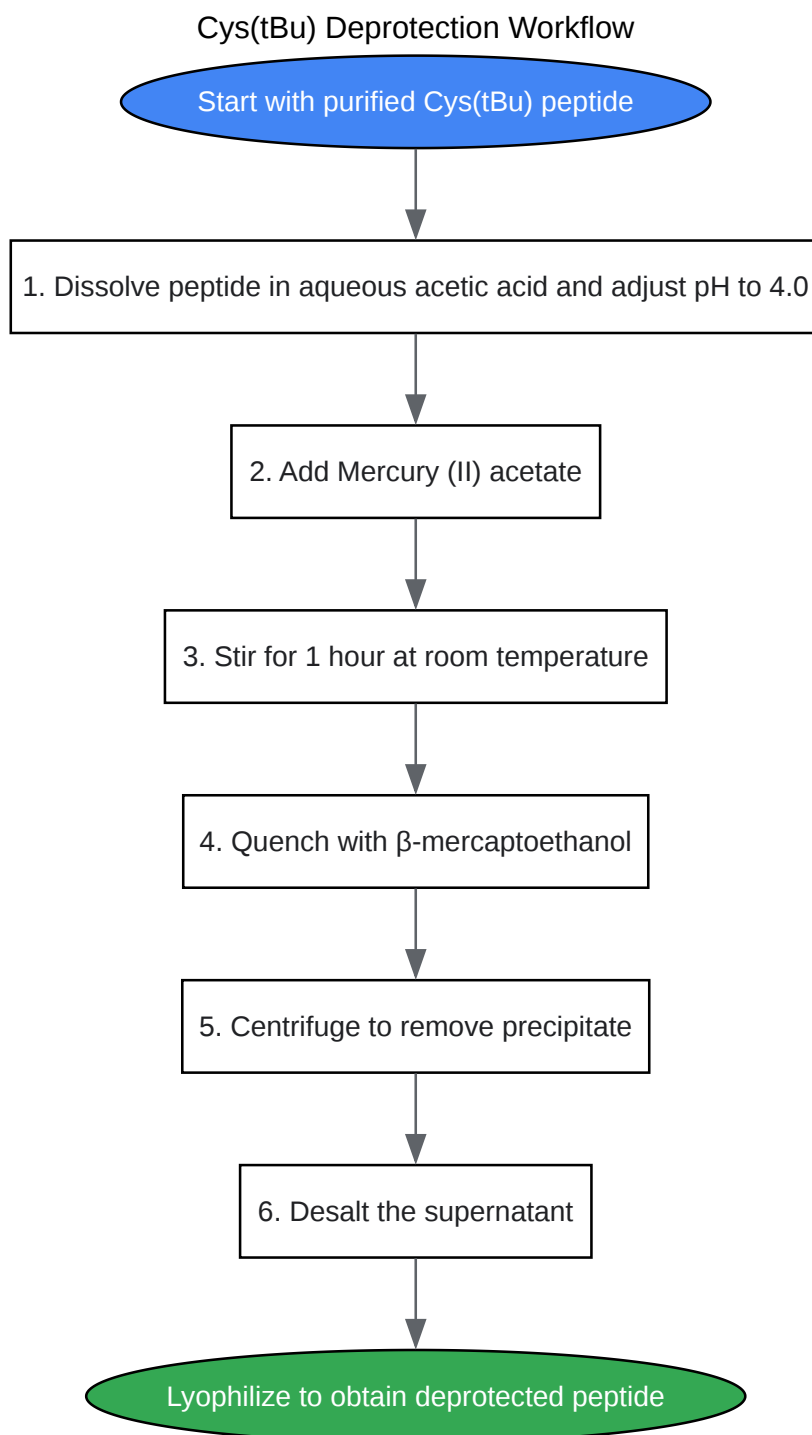 Cys(tBu) Deprotection Workflow
Start with purified Cys(tBu) peptide
1. Dissolve peptide in aqueous acetic acid and adjust pH to 4.0
2. Add Mercury (II) acetate
3. Stir for 1 hour at room temperature
4. Quench with β-mercaptoethanol
5. Centrifuge to remove precipitate
6. Desalt the supernatant
Lyophilize to obtain deprotected peptide